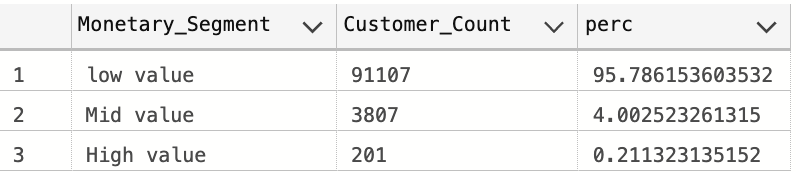 Monetary_Segment Customer_Count perc
1 low value 91107 95.786153603532
2 Mid value 3807 4.002523261315
3 High value 201 0.211323135152